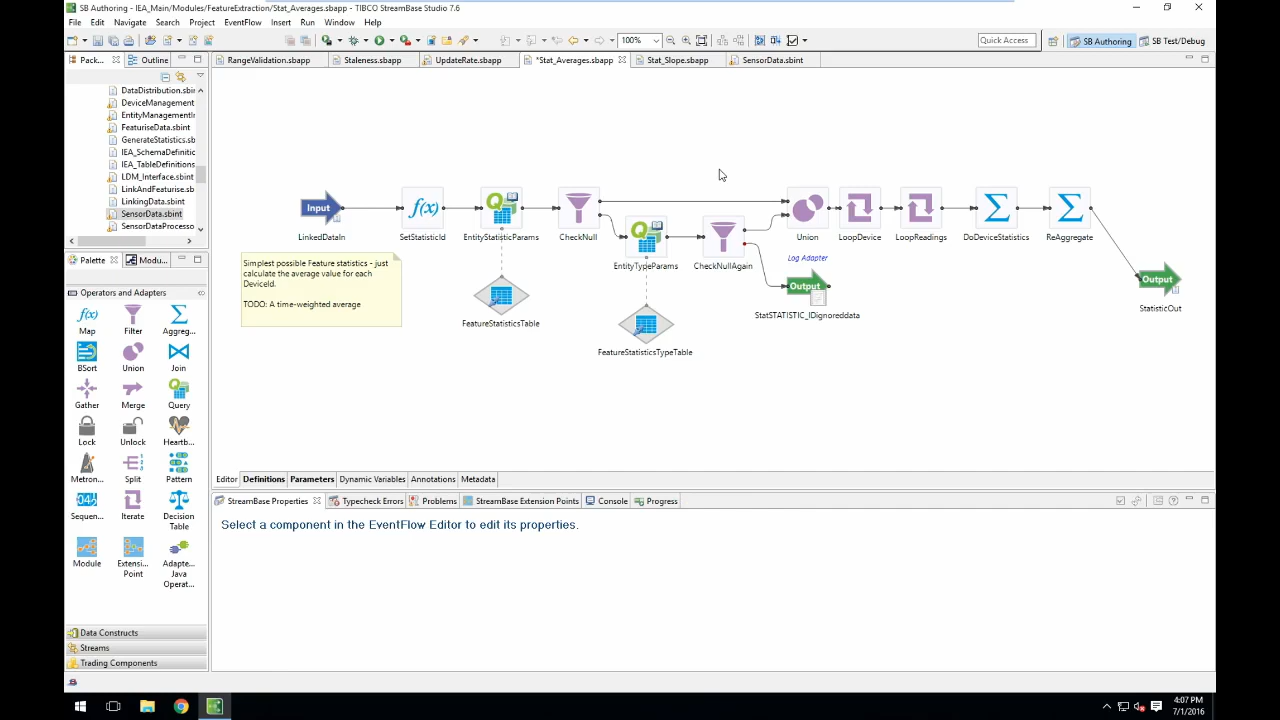 SB Authoring - IEA_Main/Modules/FeatureExtraction/Stat_Averages.sbapp - TIBCO StreamBase Studio 7.6
File Edit Navigate Search Project EventFlow Insert Run Window Help
100%
Quick Access
SB Authoring
SB Test/Debug
Pack...
Outline
RangeValidation.sbapp
Staleness.sbapp
UpdateRate.sbapp
*Stat_Averages.sbapp
Stat_Slope.sbapp
SensorData.sbint
DataDistribution.sbin
DeviceManagement
EntityManagementI
FeaturiseData.sbint
GenerateStatistics.sb
IEA_SchemaDefinitic
IEA_TableDefinitions
LDM_Interface.sbint
LinkAndFeaturise.sb
LinkingData.sbint
SensorData.sbint
SensorDataProcesso
Palette
Modu...
Operators and Adapters
Map
Filter
Aggreg...
BSort
Union
Join
Gather
Merge
Query
Lock
Unlock
Heartb...
Metron...
Split
Pattern
Sequen...
Iterate
Decision
Table
Module
Extensi...
Point
Adapte...
Java
Operat...
Data Constructs
Streams
Trading Components
Input
LinkedDataIn
f(x)
SetStatisticId
EntityStatisticParams
CheckNull
EntityTypeParams
CheckNullAgain
Union
LoopDevice
LoopReadings
DoDeviceStatistics
ReAggregate
Output
StatisticOut
Log Adapter
Output
StatSTATISTIC_IDignoreddata
FeatureStatisticsTable
FeatureStatisticsTypeTable
Simplest possible Feature statistics - just
calculate the average value for each
DeviceId.
TODO: A time-weighted average
Editor
Definitions
Parameters
Dynamic Variables
Annotations
Metadata
StreamBase Properties
Typecheck Errors
Problems
StreamBase Extension Points
Console
Progress
Select a component in the EventFlow Editor to edit its properties.
4:07 PM
7/1/2016